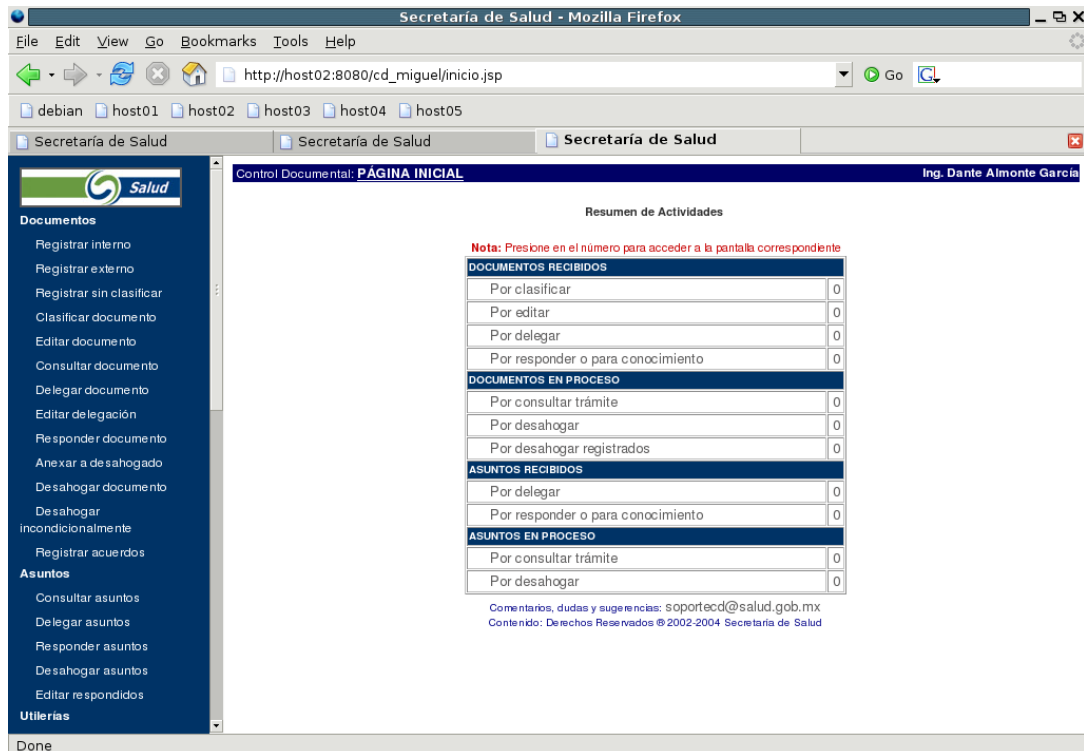 Secretaría de Salud - Mozilla Firefox
File Edit View Go Bookmarks Tools Help
http://host02:8080/cd_miguel/inicio.jsp Go G
debian host01 host02 host03 host04 host05
Secretaría de Salud Secretaría de Salud Secretaría de Salud
Salud
Documentos
Registrar interno
Registrar externo
Registrar sin clasificar
Clasificar documento
Editar documento
Consultar documento
Delegar documento
Editar delegación
Responder documento
Anexar a desahogado
Desahogar documento
Desahogar
incondicionalmente
Registrar acuerdos
Asuntos
Consultar asuntos
Delegar asuntos
Responder asuntos
Desahogar asuntos
Editar respondidos
Utilerías
Control Documental: PÁGINA INICIAL Ing. Dante Almonte García
Resumen de Actividades
Nota: Presione en el número para acceder a la pantalla correspondiente
DOCUMENTOS RECIBIDOS
Por clasificar 0
Por editar 0
Por delegar 0
Por responder o para conocimiento 0
DOCUMENTOS EN PROCESO
Por consultar trámite 0
Por desahogar 0
Por desahogar registrados 0
ASUNTOS RECIBIDOS
Por delegar 0
Por responder o para conocimiento 0
ASUNTOS EN PROCESO
Por consultar trámite 0
Por desahogar 0
Comentarios, dudas y sugerencias: soportecd@salud.gob.mx
Contenido: Derechos Reservados ® 2002-2004 Secretaría de Salud
Done